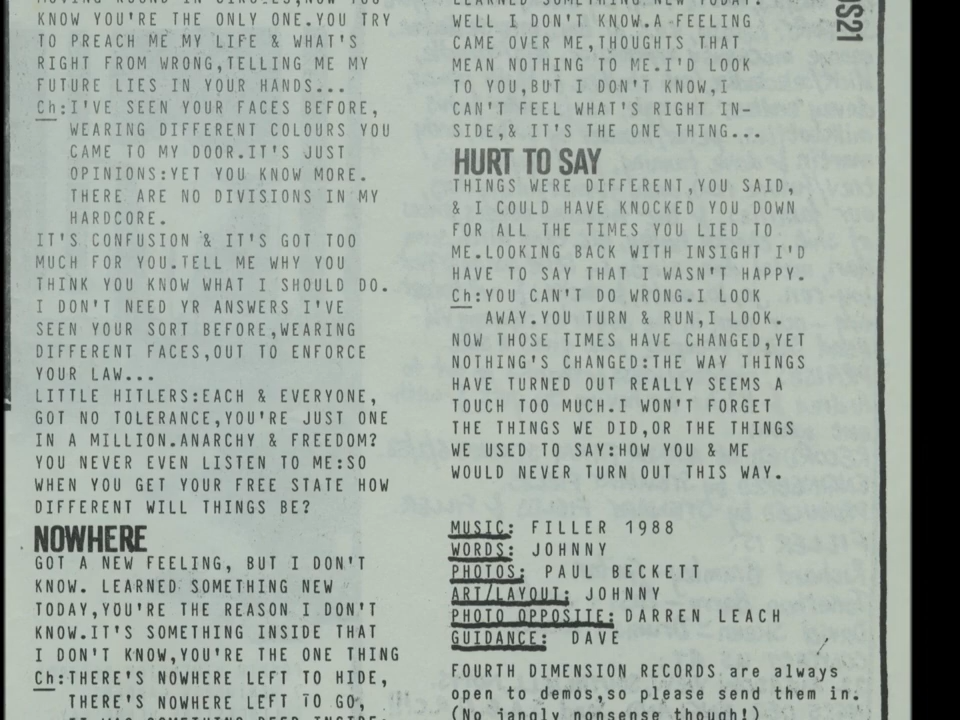 KNOW YOU'RE THE ONLY ONE.YOU TRY
TO PREACH ME MY LIFE & WHAT'S
RIGHT FROM WRONG,TELLING ME MY
FUTURE LIES IN YOUR HANDS...
Ch:I'VE SEEN YOUR FACES BEFORE,
WEARING DIFFERENT COLOURS YOU
CAME TO MY DOOR.IT'S JUST
OPINIONS:YET YOU KNOW MORE.
THERE ARE NO DIVISIONS IN MY
HARDCORE.
IT'S CONFUSION & IT'S GOT TOO
MUCH FOR YOU.TELL ME WHY YOU
THINK YOU KNOW WHAT I SHOULD DO.
I DON'T NEED YR ANSWERS I'VE
SEEN YOUR SORT BEFORE,WEARING
DIFFERENT FACES,OUT TO ENFORCE
YOUR LAW...
LITTLE HITLERS:EACH & EVERYONE,
GOT NO TOLERANCE,YOU'RE JUST ONE
IN A MILLION.ANARCHY & FREEDOM?
YOU NEVER EVEN LISTEN TO ME:SO
WHEN YOU GET YOUR FREE STATE HOW
DIFFERENT WILL THINGS BE?
NOWHERE
GOT A NEW FEELING, BUT I DON'T
KNOW. LEARNED SOMETHING NEW
TODAY,YOU'RE THE REASON I DON'T
KNOW.IT'S SOMETHING INSIDE THAT
I DON'T KNOW,YOU'RE THE ONE THING
Ch:THERE'S NOWHERE LEFT TO HIDE,
THERE'S NOWHERE LEFT TO GO,
IT WAS SOMETHING DEEP INSIDE
LEARNED SOMETHING NEW TODAY.
WELL I DON'T KNOW.A FEELING
CAME OVER ME,THOUGHTS THAT
MEAN NOTHING TO ME.I'D LOOK
TO YOU,BUT I DON'T KNOW,I
CAN'T FEEL WHAT'S RIGHT IN-
SIDE,& IT'S THE ONE THING...
HURT TO SAY
THINGS WERE DIFFERENT,YOU SAID,
& I COULD HAVE KNOCKED YOU DOWN
FOR ALL THE TIMES YOU LIED TO
ME.LOOKING BACK WITH INSIGHT I'D
HAVE TO SAY THAT I WASN'T HAPPY.
Ch:YOU CAN'T DO WRONG.I LOOK
AWAY.YOU TURN & RUN,I LOOK.
NOW THOSE TIMES HAVE CHANGED,YET
NOTHING'S CHANGED:THE WAY THINGS
HAVE TURNED OUT REALLY SEEMS A
TOUCH TOO MUCH.I WON'T FORGET
THE THINGS WE DID,OR THE THINGS
WE USED TO SAY:HOW YOU & ME
WOULD NEVER TURN OUT THIS WAY.
MUSIC: FILLER 1988
WORDS: JOHNNY
PHOTOS: PAUL BECKETT
ART/LAYOUT: JOHNNY
PHOTO OPPOSITE: DARREN LEACH
GUIDANCE: DAVE
FOURTH DIMENSION RECORDS are always
open to demos,so please send them in.
(No jangly nonsense though!)